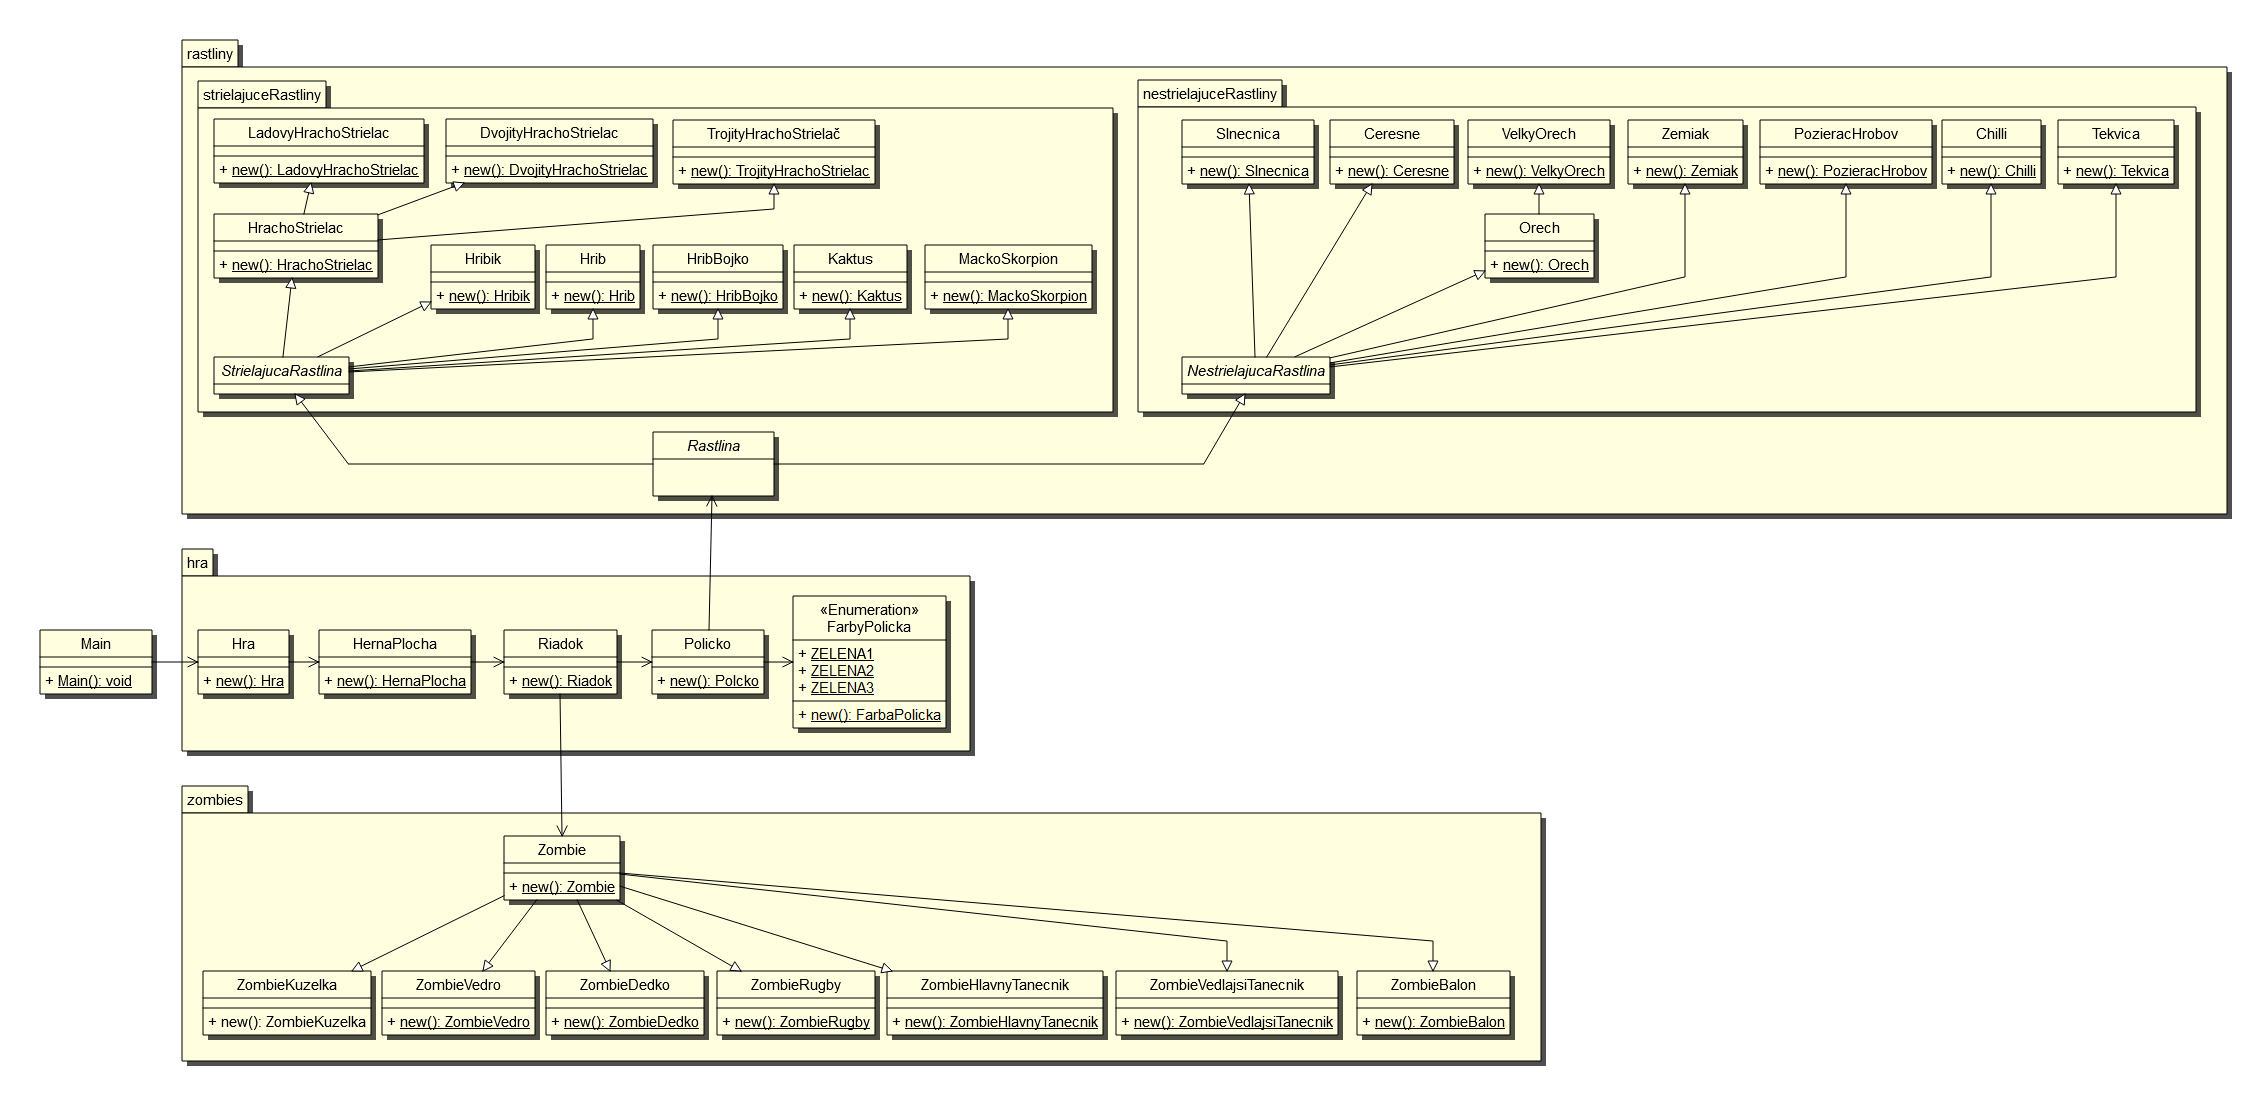 rastliny
strielajuceRastliny
LadovyHrachoStrielac
+ new(): LadovyHrachoStrielac
DvojityHrachoStrielac
+ new(): DvojityHrachoStrielac
TrojityHrachoStrielač
+ new(): TrojityHrachoStrielac
HrachoStrielac
+ new(): HrachoStrielac
Hribik
+ new(): Hribik
Hrib
+ new(): Hrib
HribBojko
+ new(): HribBojko
Kaktus
+ new(): Kaktus
MackoSkorpion
+ new(): MackoSkorpion
StrielajucaRastlina
nestrielajuceRastliny
Slnecnica
+ new(): Slnecnica
Ceresne
+ new(): Ceresne
VelkyOrech
+ new(): VelkyOrech
Zemiak
+ new(): Zemiak
PozieracHrobov
+ new(): PozieracHrobov
Chilli
+ new(): Chilli
Tekvica
+ new(): Tekvica
Orech
+ new(): Orech
NestrielajucaRastlina
Rastlina
hra
Main
+ Main(): void
Hra
+ new(): Hra
HernaPlocha
+ new(): HernaPlocha
Riadok
+ new(): Riadok
Policko
+ new(): Polcko
«Enumeration»
FarbyPolicka
+ ZELENA1
+ ZELENA2
+ ZELENA3
+ new(): FarbaPolicka
zombies
Zombie
+ new(): Zombie
ZombieKuzelka
+ new(): ZombieKuzelka
ZombieVedro
+ new(): ZombieVedro
ZombieDedko
+ new(): ZombieDedko
ZombieRugby
+ new(): ZombieRugby
ZombieHlavnyTanecnik
+ new(): ZombieHlavnyTanecnik
ZombieVedlajsiTanecnik
+ new(): ZombieVedlajsiTanecnik
ZombieBalon
+ new(): ZombieBalon